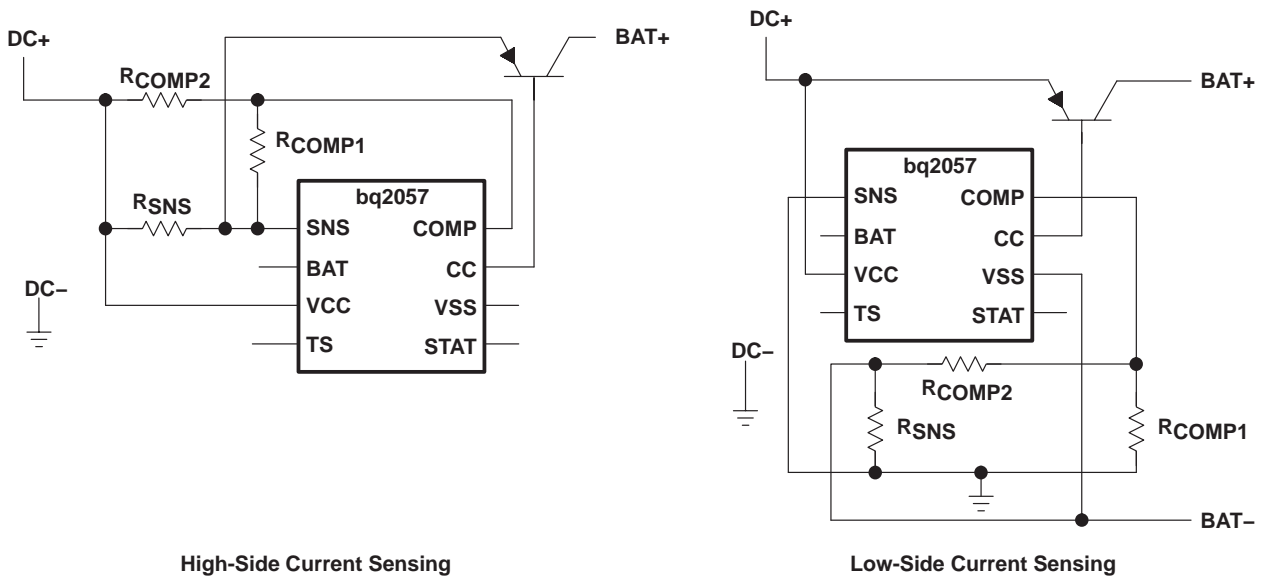 DC+
BAT+
RCOMP2
RCOMP1
RSNS
bq2057
SNS
COMP
BAT
CC
DC–
VCC
VSS
TS
STAT
High-Side Current Sensing
DC+
BAT+
bq2057
SNS
COMP
BAT
CC
VCC
VSS
TS
STAT
DC–
RCOMP2
RSNS
RCOMP1
BAT–
Low-Side Current Sensing